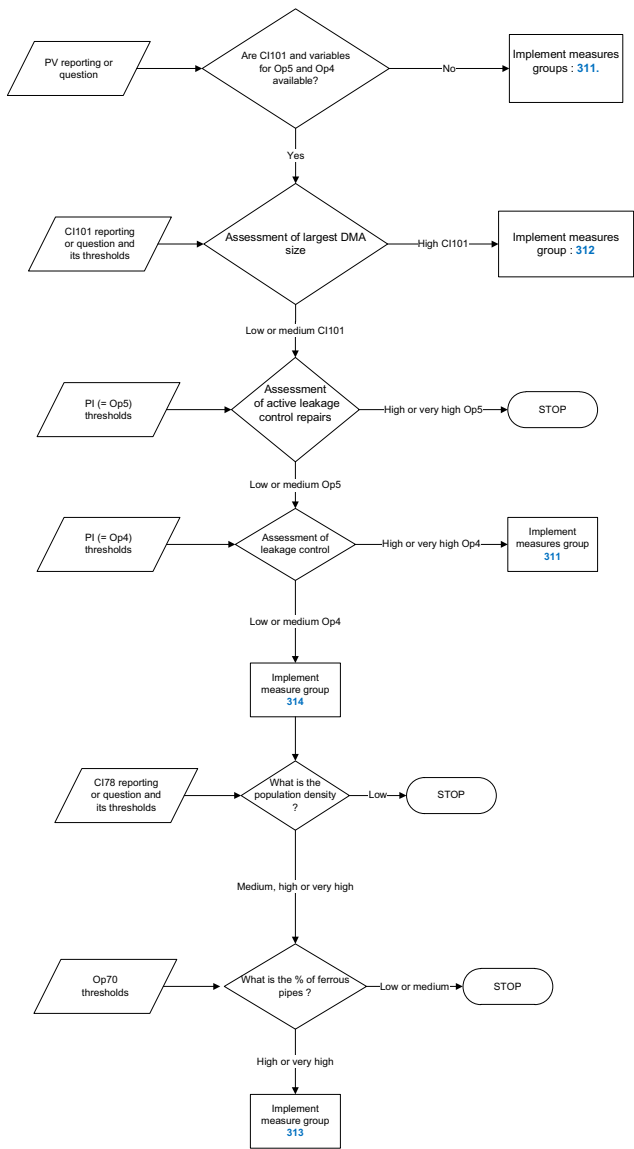 PV reporting or
question
Are CI101 and variables
for Op5 and Op4
available?
No
Implement measures
groups : 311.
Yes
CI101 reporting
or question and
its thresholds
Assessment of largest DMA
size
High CI101
Implement measures
group : 312
Low or medium CI101
PI (= Op5)
thresholds
Assessment
of active leakage
control repairs
High or very high Op5
STOP
Low or medium Op5
PI (= Op4)
thresholds
Assessment of
leakage control
High or very high Op4
Implement
measures group
311
Low or medium Op4
Implement
measure group
314
CI78 reporting
or question and
its thresholds
What is the
population density
?
Low
STOP
Medium, high or very high
Op70
thresholds
What is the % of ferrous
pipes ?
Low or medium
STOP
High or very high
Implement
measure group
313